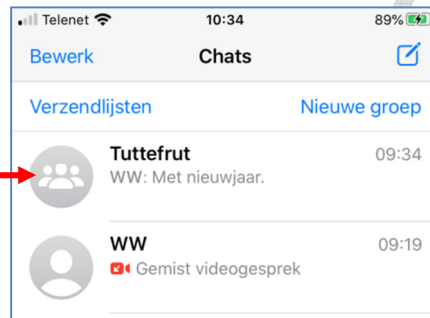 Telenet 10:34 89%
Bewerk Chats
Verzendlijsten Nieuwe groep
Tuttefrut 09:34
WW: Met nieuwjaar.
WW 09:19
Gemist videogesprek